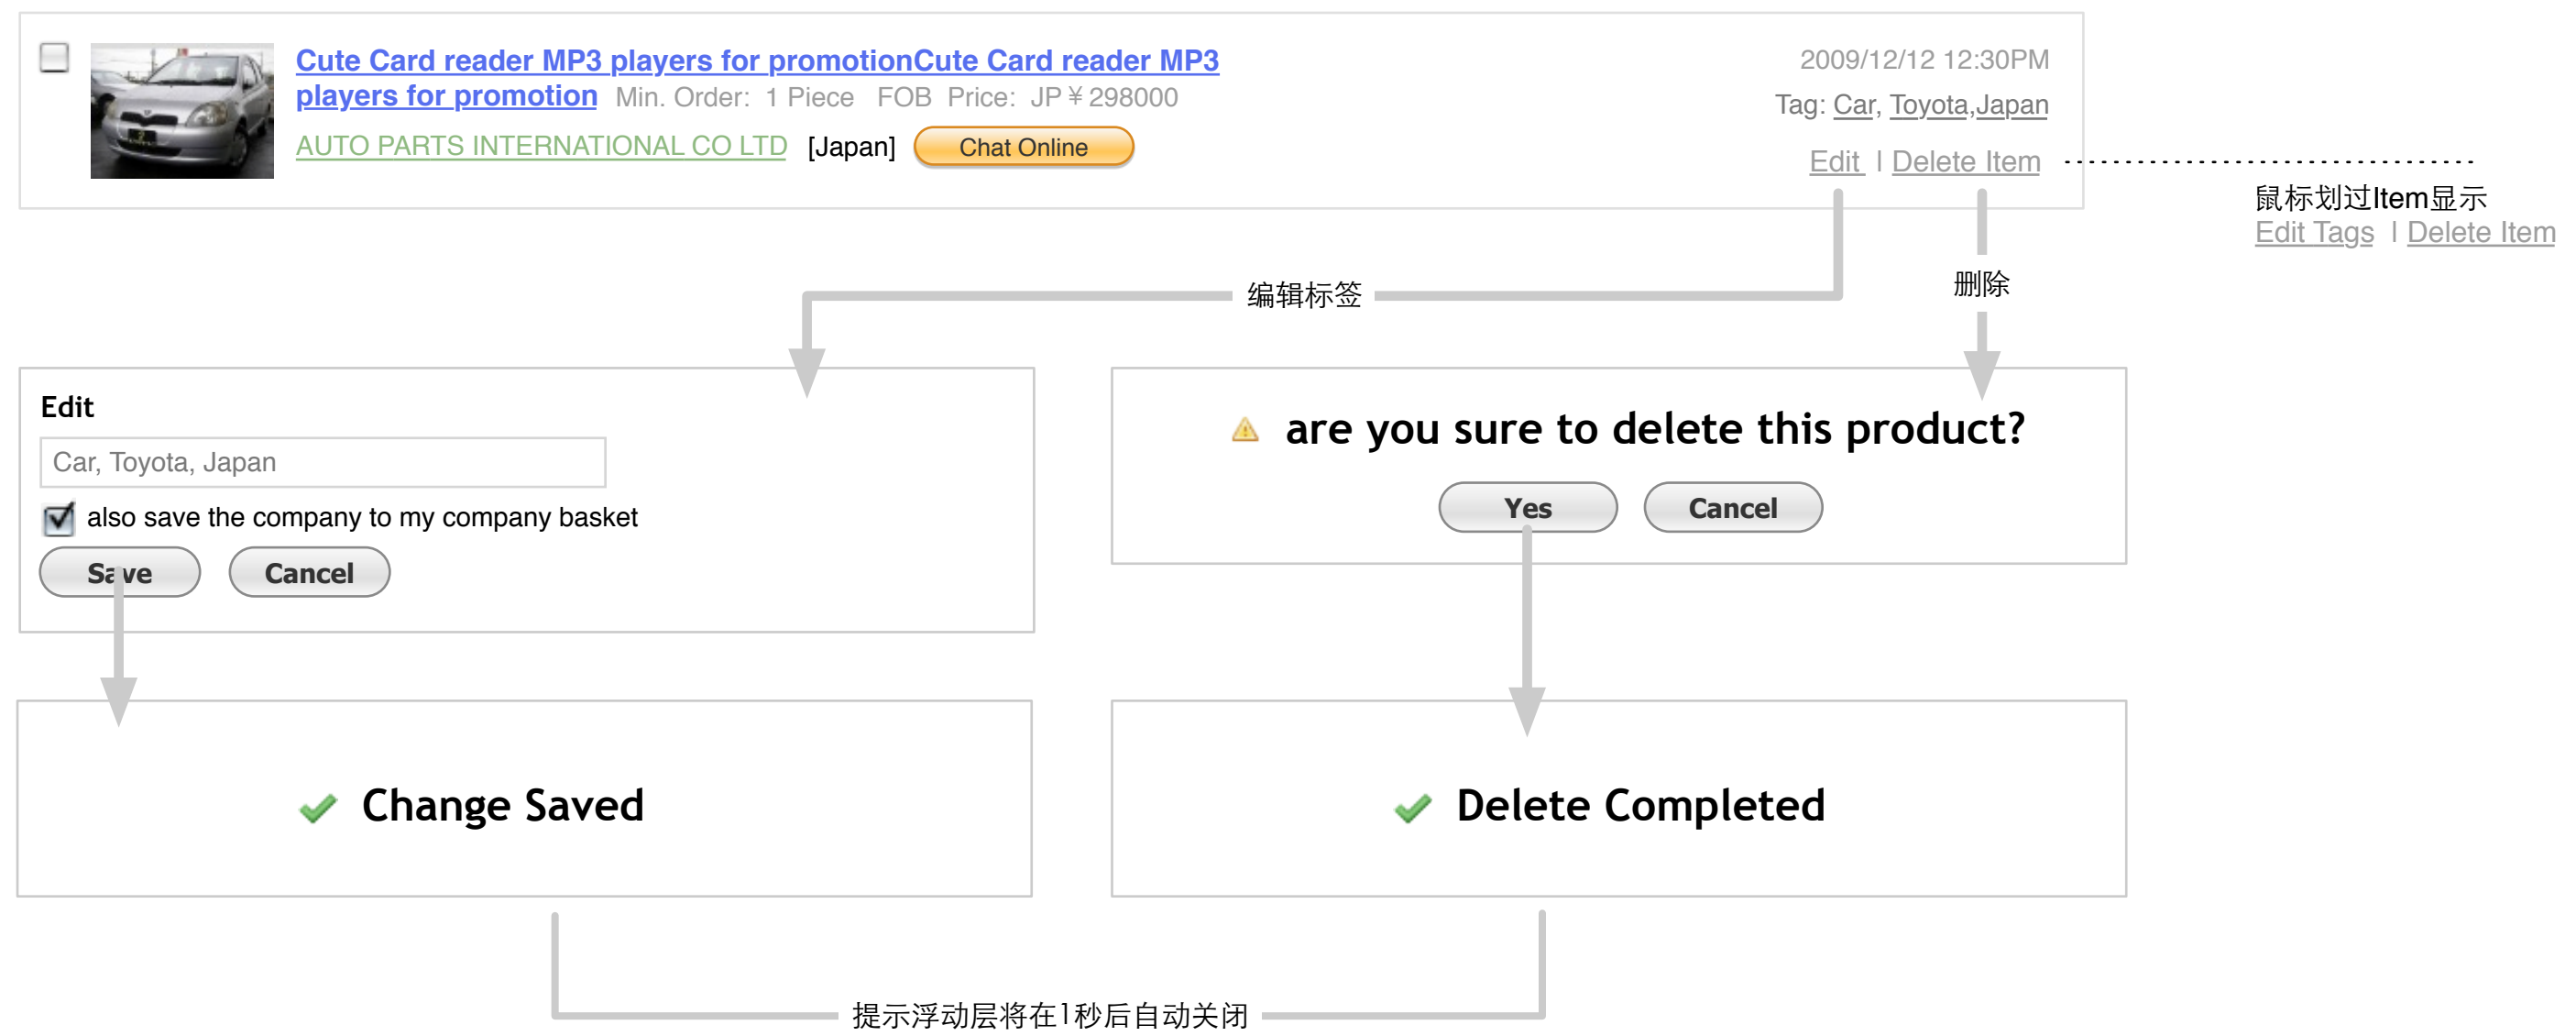 Cute Card reader MP3 players for promotionCute Card reader MP3
players for promotion Min. Order: 1 Piece FOB Price: JP￥298000
AUTO PARTS INTERNATIONAL CO LTD [Japan] Chat Online
2009/12/12 12:30PM
Tag: Car, Toyota,Japan
Edit | Delete Item
鼠标划过Item显示
Edit Tags | Delete Item
编辑标签
删除
Edit
Car, Toyota, Japan
also save the company to my company basket
Save Cancel
are you sure to delete this product?
Yes Cancel
Change Saved
Delete Completed
提示浮动层将在1秒后自动关闭